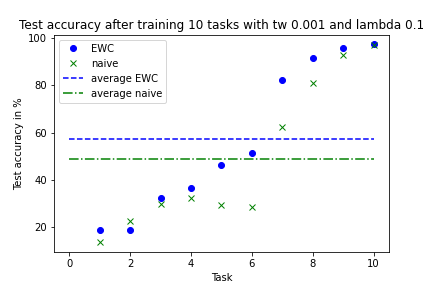 Test accuracy after training 10 tasks with tw 0.001 and lambda 0.1
100
80
60
40
20
Test accuracy in %
EWC
naive
average EWC
average naive
0
2
4
6
8
10
Task